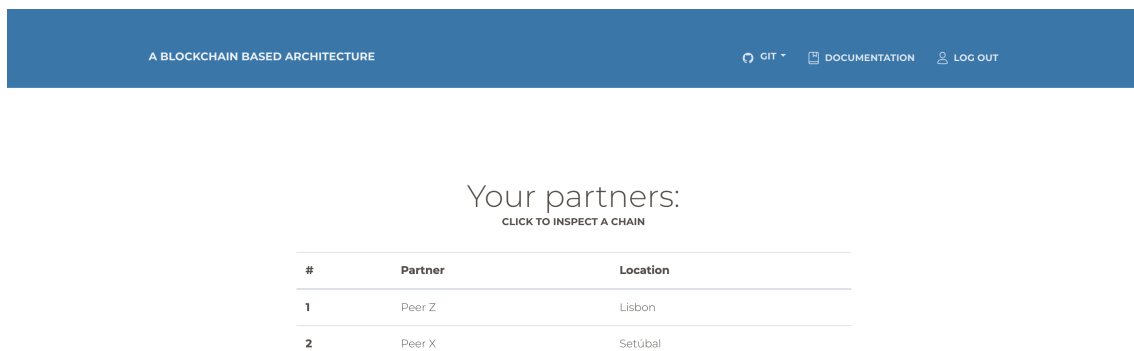 A BLOCKCHAIN BASED ARCHITECTURE GIT DOCUMENTATION LOG OUT
Your partners:
CLICK TO INSPECT A CHAIN
# Partner Location
1 Peer Z Lisbon
2 Peer X Setúbal